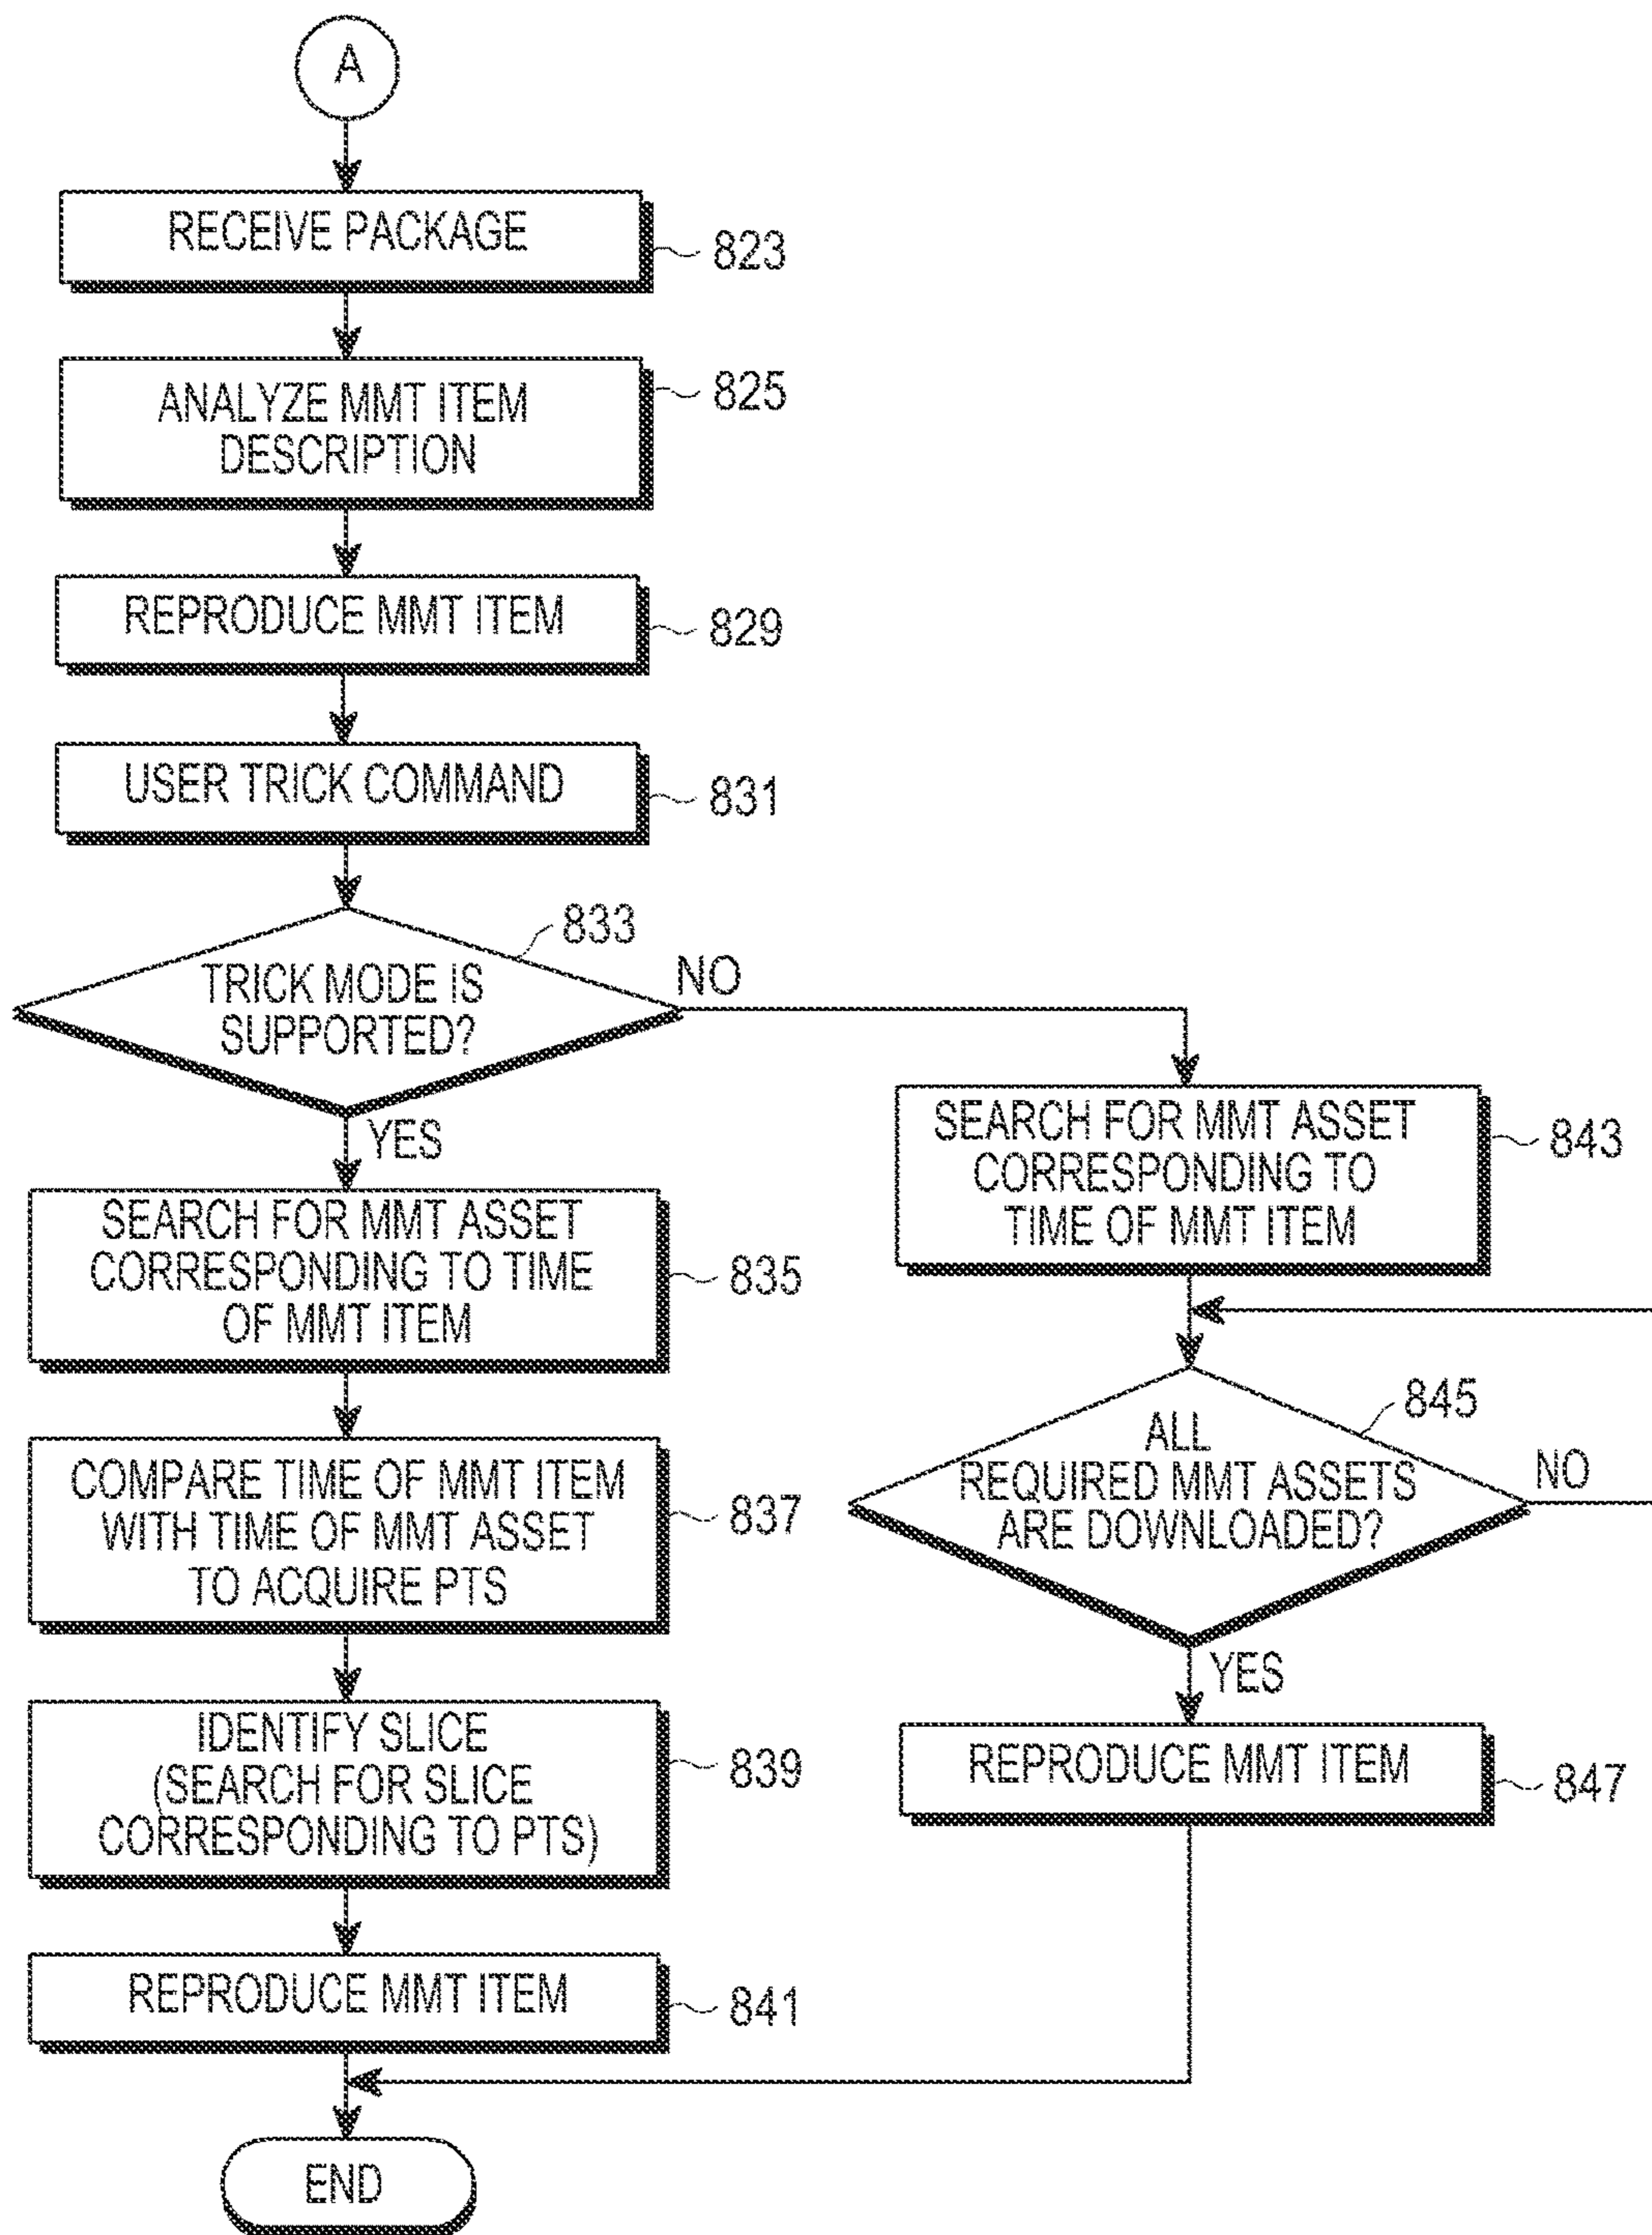 A
RECEIVE PACKAGE
823
ANALYZE MMT ITEM
DESCRIPTION
825
REPRODUCE MMT ITEM
829
USER TRICK COMMAND
831
833
TRICK MODE IS
SUPPORTED?
NO
YES
SEARCH FOR MMT ASSET
CORRESPONDING TO TIME
OF MMT ITEM
835
COMPARE TIME OF MMT ITEM
WITH TIME OF MMT ASSET
TO ACQUIRE PTS
837
IDENTIFY SLICE
(SEARCH FOR SLICE
CORRESPONDING TO PTS)
839
REPRODUCE MMT ITEM
841
SEARCH FOR MMT ASSET
CORRESPONDING TO
TIME OF MMT ITEM
843
845
ALL
REQUIRED MMT ASSETS
ARE DOWNLOADED?
NO
YES
REPRODUCE MMT ITEM
847
END